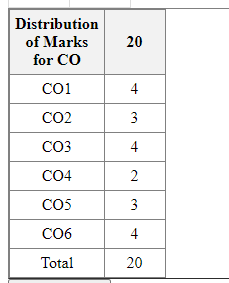 Distribution
of Marks 20
for CO
CO1 4
CO2 3
CO3 4
CO4 2
CO5 3
CO6 4
Total 20